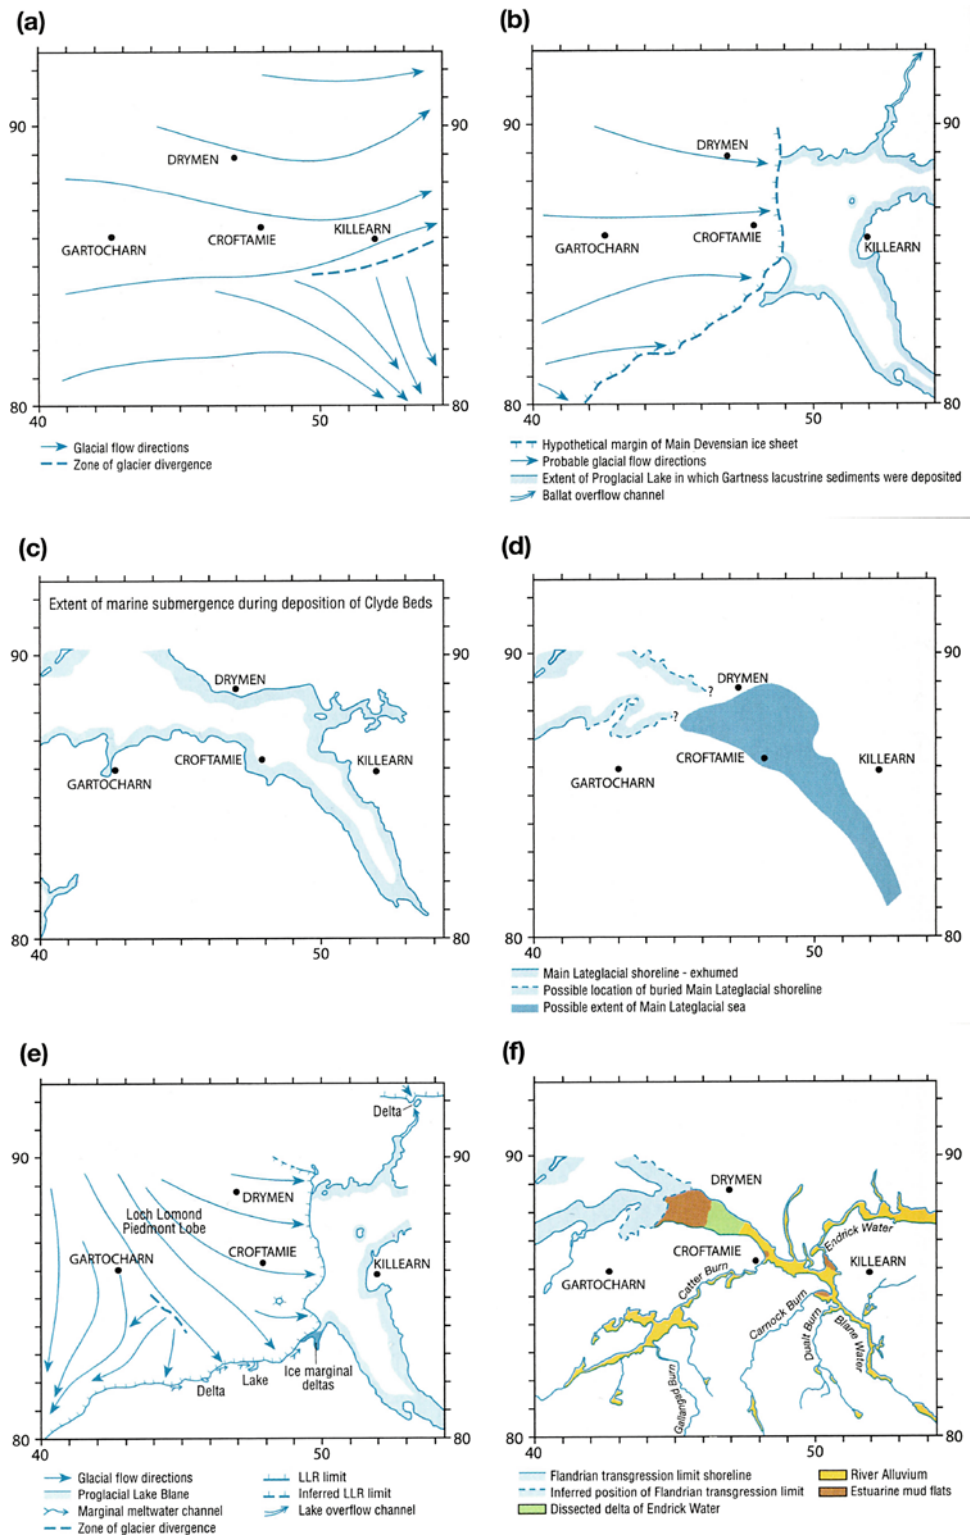 (a)
90
DRYMEN
GARTOCHARN
CROFTAMIE
KILLEARN
80
40
50
80
90
Glacial flow directions
Zone of glacier divergence
(b)
90
DRYMEN
GARTOCHARN
CROFTAMIE
KILLEARN
80
40
50
80
90
Hypothetical margin of Main Devensian ice sheet
Probable glacial flow directions
Extent of Proglacial Lake in which Gartness lacustrine sediments were deposited
Ballat overflow channel
(c)
Extent of marine submergence during deposition of Clyde Beds
90
90
DRYMEN
CROFTAMIE
KILLEARN
GARTOCHARN
80
80
40
50
(d)
90
90
DRYMEN
?
?
CROFTAMIE
KILLEARN
GARTOCHARN
80
80
40
50
Main Lateglacial shoreline - exhumed
Possible location of buried Main Lateglacial shoreline
Possible extent of Main Lateglacial sea
(e)
Delta
90
90
DRYMEN
Loch Lomond
Piedmont Lobe
GARTOCHARN
CROFTAMIE
KILLEARN
Delta
Lake
Ice marginal
deltas
80
80
40
50
Glacial flow directions
Proglacial Lake Blane
Marginal meltwater channel
Zone of glacier divergence
LLR limit
Inferred LLR limit
Lake overflow channel
(f)
90
90
DRYMEN
Endrick Water
CROFTAMIE
KILLEARN
GARTOCHARN
Catter Burn
Carnock Burn
Dualt Burn
Blane Water
Gallangad Burn
80
80
40
50
Flandrian transgression limit shoreline
Inferred position of Flandrian transgression limit
Dissected delta of Endrick Water
River Alluvium
Estuarine mud flats